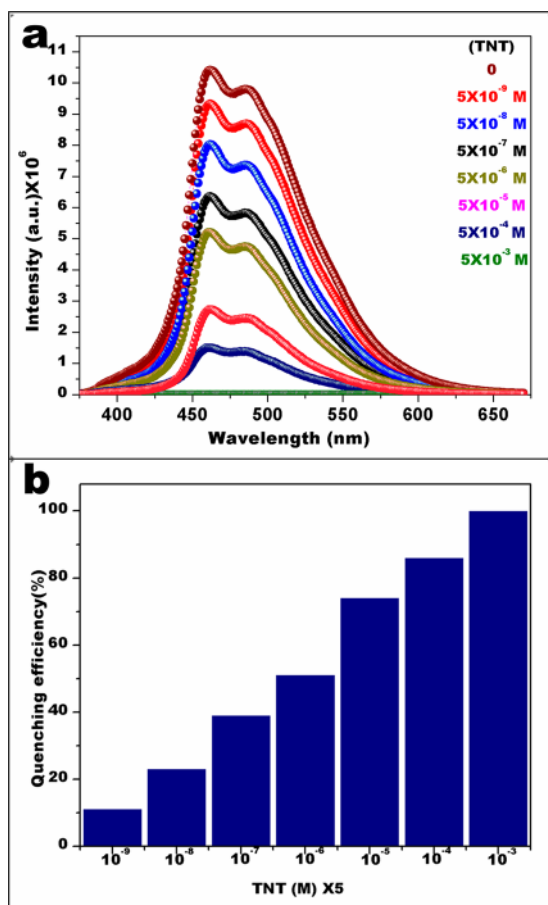 a
(TNT)
0
5X10⁻⁹ M
5X10⁻⁸ M
5X10⁻⁷ M
5X10⁻⁶ M
5X10⁻⁵ M
5X10⁻⁴ M
5X10⁻³ M
11
10
9
8
7
6
5
4
3
2
1
0
Intensity (a.u.)X10⁶
400 450 500 550 600 650
Wavelength (nm)
b
100
80
60
40
20
0
Quenching efficiency(%)
10⁻⁹ 10⁻⁸ 10⁻⁷ 10⁻⁶ 10⁻⁵ 10⁻⁴ 10⁻³
TNT (M) X5